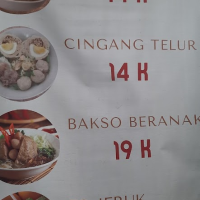 CINGANG TELUR
14 K
BAKSO BERANAK
19 K